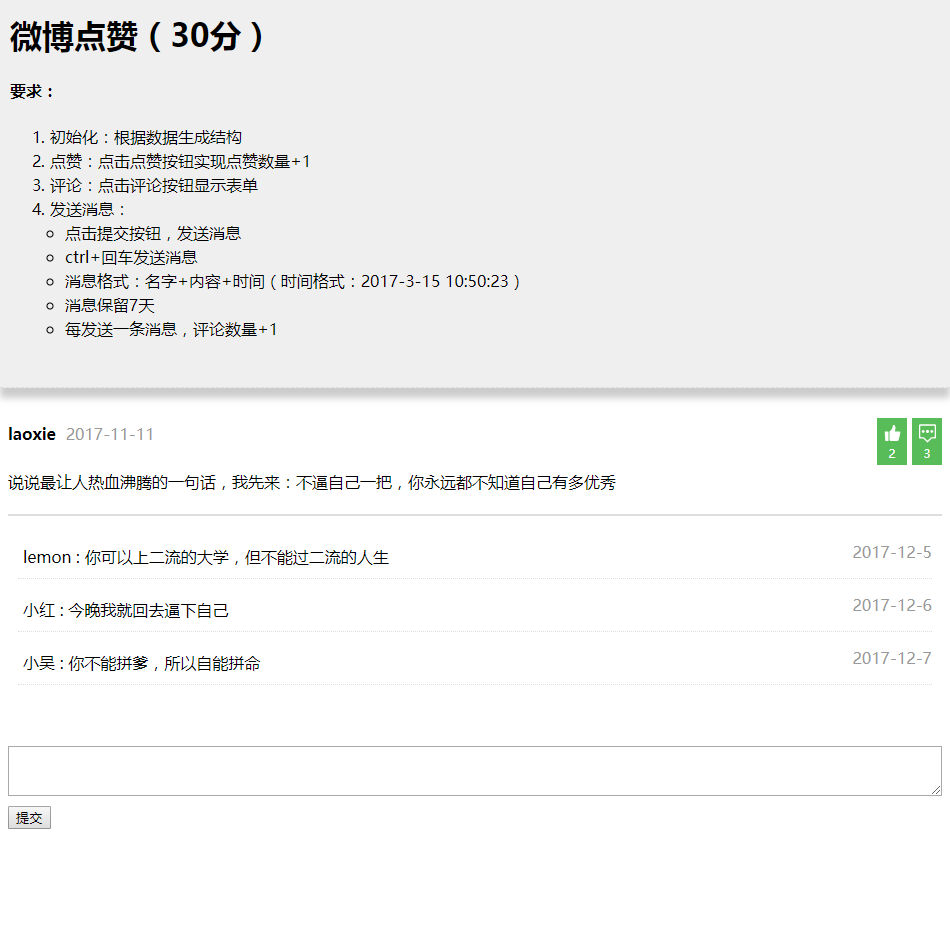 微博点赞（30分）
要求：
1. 初始化：根据数据生成结构
2. 点赞：点击点赞按钮实现点赞数量+1
3. 评论：点击评论按钮显示表单
4. 发送消息：
点击提交按钮，发送消息
ctrl+回车发送消息
消息格式：名字+内容+时间（时间格式：2017-3-15 10:50:23）
消息保留7天
每发送一条消息，评论数量+1
laoxie 2017-11-11
2 3
说说最让人热血沸腾的一句话，我先来：不逼自己一把，你永远都不知道自己有多优秀
lemon : 你可以上二流的大学，但不能过二流的人生 2017-12-5
小红 : 今晚我就回去逼下自己 2017-12-6
小吴 : 你不能拼爹，所以自能拼命 2017-12-7
提交